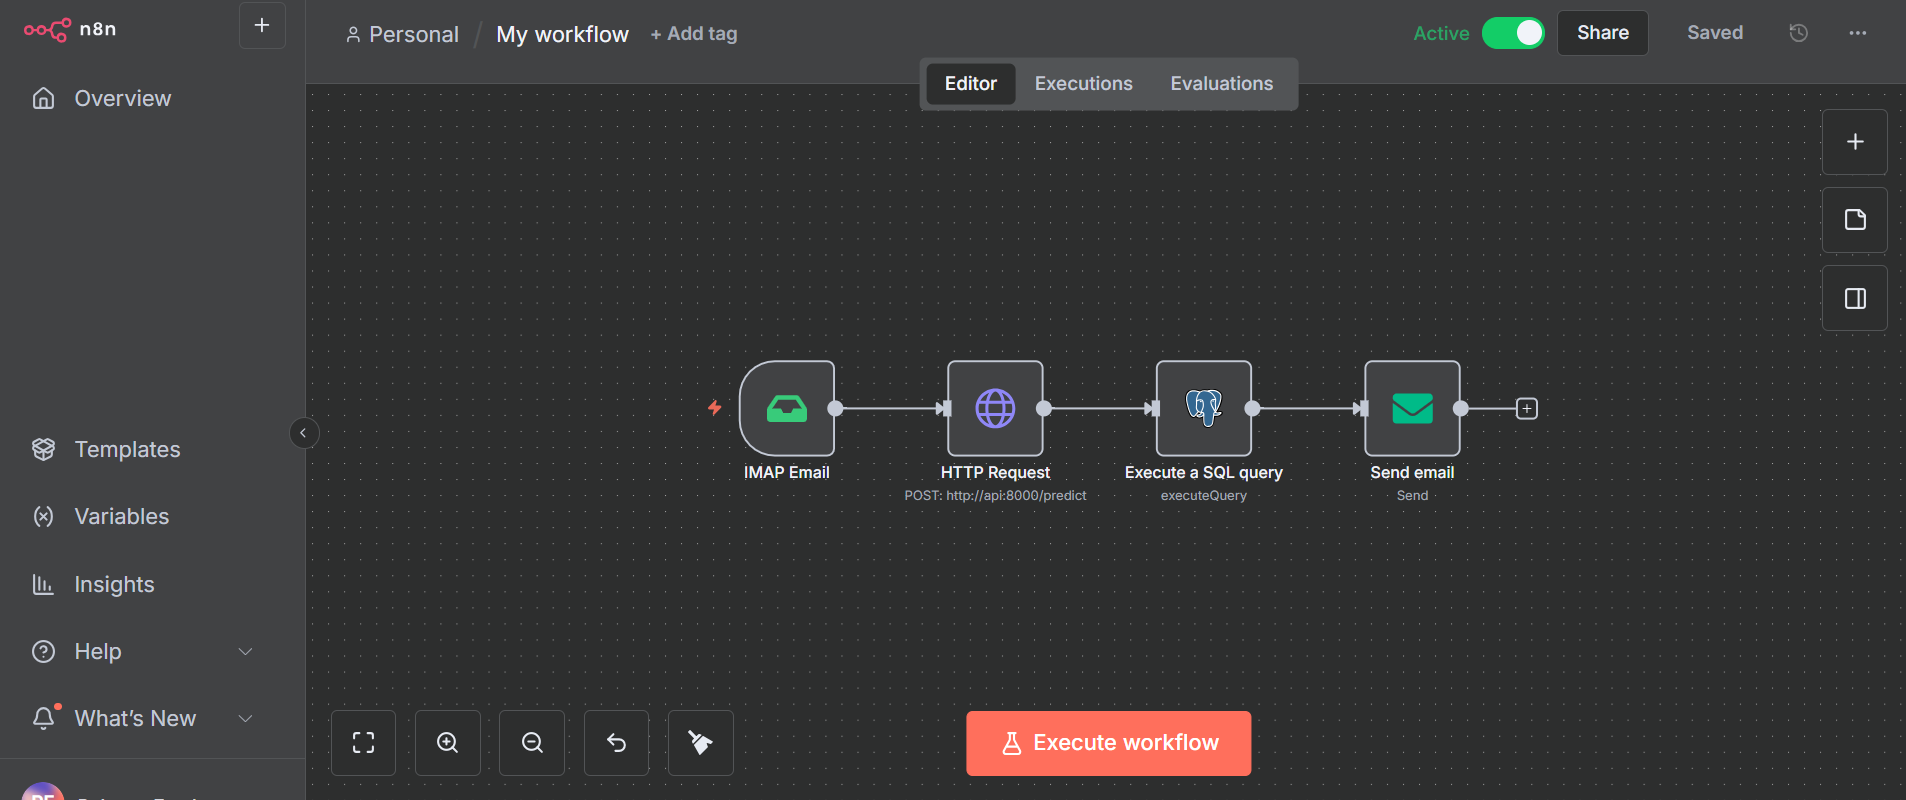 n8n
Personal / My workflow + Add tag
Active
Share
Saved
Editor
Executions
Evaluations
Overview
IMAP Email
HTTP Request
POST: http://api:8000/predict
Execute a SQL query
executeQuery
Send email
Send
Templates
Variables
Insights
Help
What's New
Execute workflow